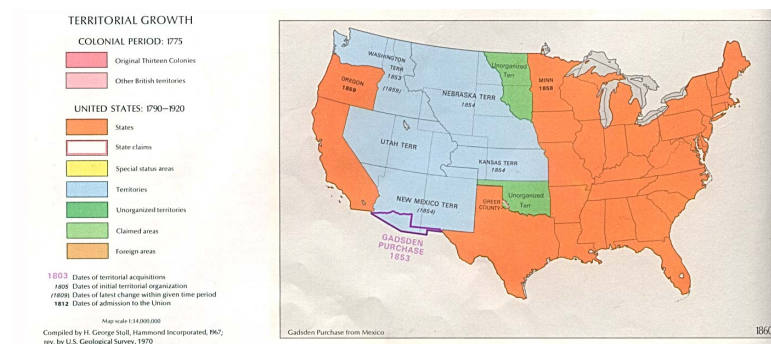 TERRITORIAL GROWTH
COLONIAL PERIOD: 1775
Original Thirteen Colonies
Other British territories
UNITED STATES: 1790–1920
States
State claims
Special status areas
Territories
Unorganized territories
Claimed areas
Foreign areas
1803 Dates of territorial acquisitions
1805 Dates of initial territorial organization
(1809) Dates of latest change within given time period
1812 Dates of admission to the Union
Map scale 1:34,000,000
Compiled by H. George Stoll, Hammond Incorporated, 1967;
rev. by U.S. Geological Survey, 1970
WASHINGTON
TERR
1853
(1859)
OREGON
1859
NEBRASKA TERR
1854
Unorganized
Terr
MINN
1858
UTAH TERR
KANSAS TERR
1854
NEW MEXICO TERR
(1854)
GREER
COUNTY
Unorganized
Terr
GADSDEN
PURCHASE
1853
Gadsden Purchase from Mexico
1860